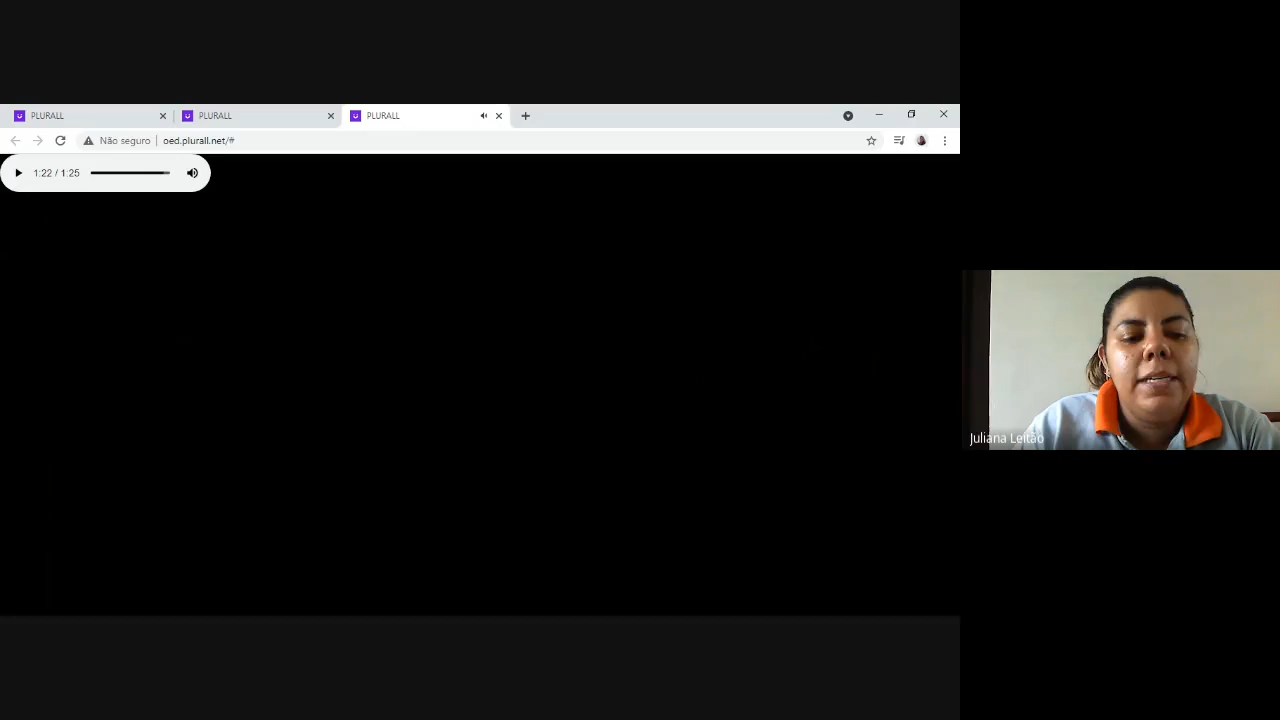 PLURALL
PLURALL
PLURALL
Não seguro
oed.plurall.net/#
1:22 / 1:25
Juliana Leitão